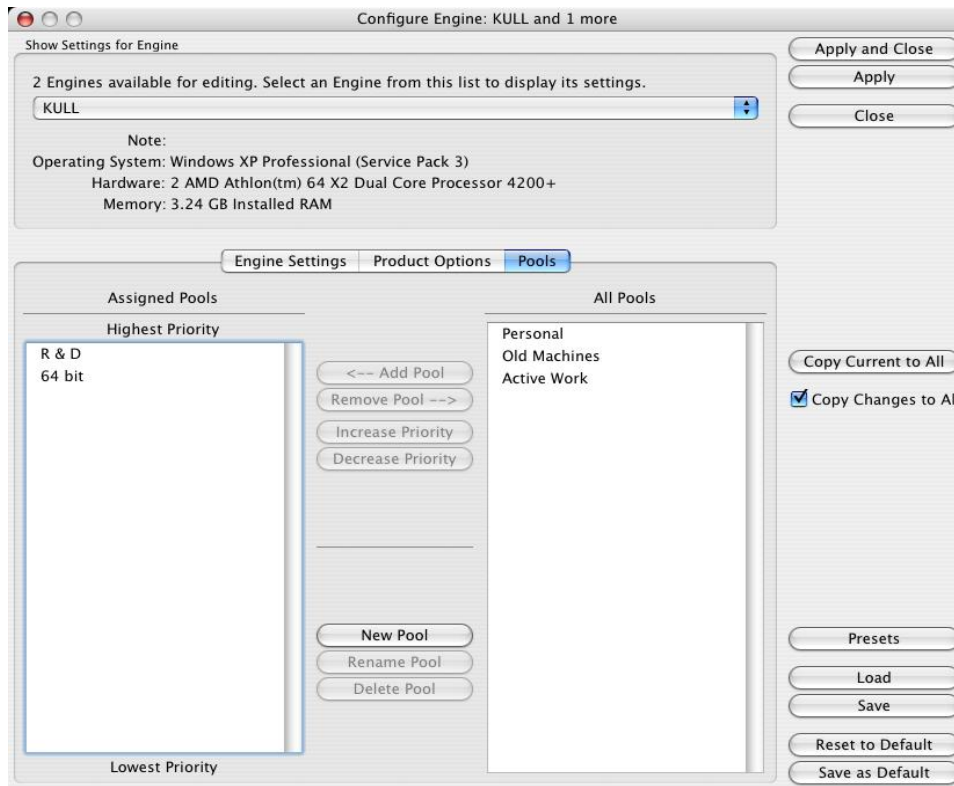 Configure Engine: KULL and 1 more
Show Settings for Engine
2 Engines available for editing. Select an Engine from this list to display its settings.
KULL
Note:
Operating System: Windows XP Professional (Service Pack 3)
Hardware: 2 AMD Athlon(tm) 64 X2 Dual Core Processor 4200+
Memory: 3.24 GB Installed RAM
Apply and Close
Apply
Close
Engine Settings Product Options Pools
Assigned Pools
Highest Priority
R & D
64 bit
Lowest Priority
<-- Add Pool
Remove Pool -->
Increase Priority
Decrease Priority
New Pool
Rename Pool
Delete Pool
All Pools
Personal
Old Machines
Active Work
Copy Current to All
Copy Changes to Al
Presets
Load
Save
Reset to Default
Save as Default